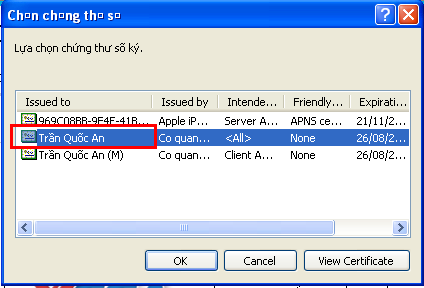 Chọn chứng thư số
Lựa chọn chứng thư số ký.
Issued to Issued by Intende... Friendly... Expirati...
969C08BB-9F4F-41B... Apple iP... Server A... APNS ce... 21/11/2...
Trần Quốc An Co quan... <All> None 26/08/2...
Trần Quốc An (M) Co quan... Client A... None 26/08/2...
OK Cancel View Certificate